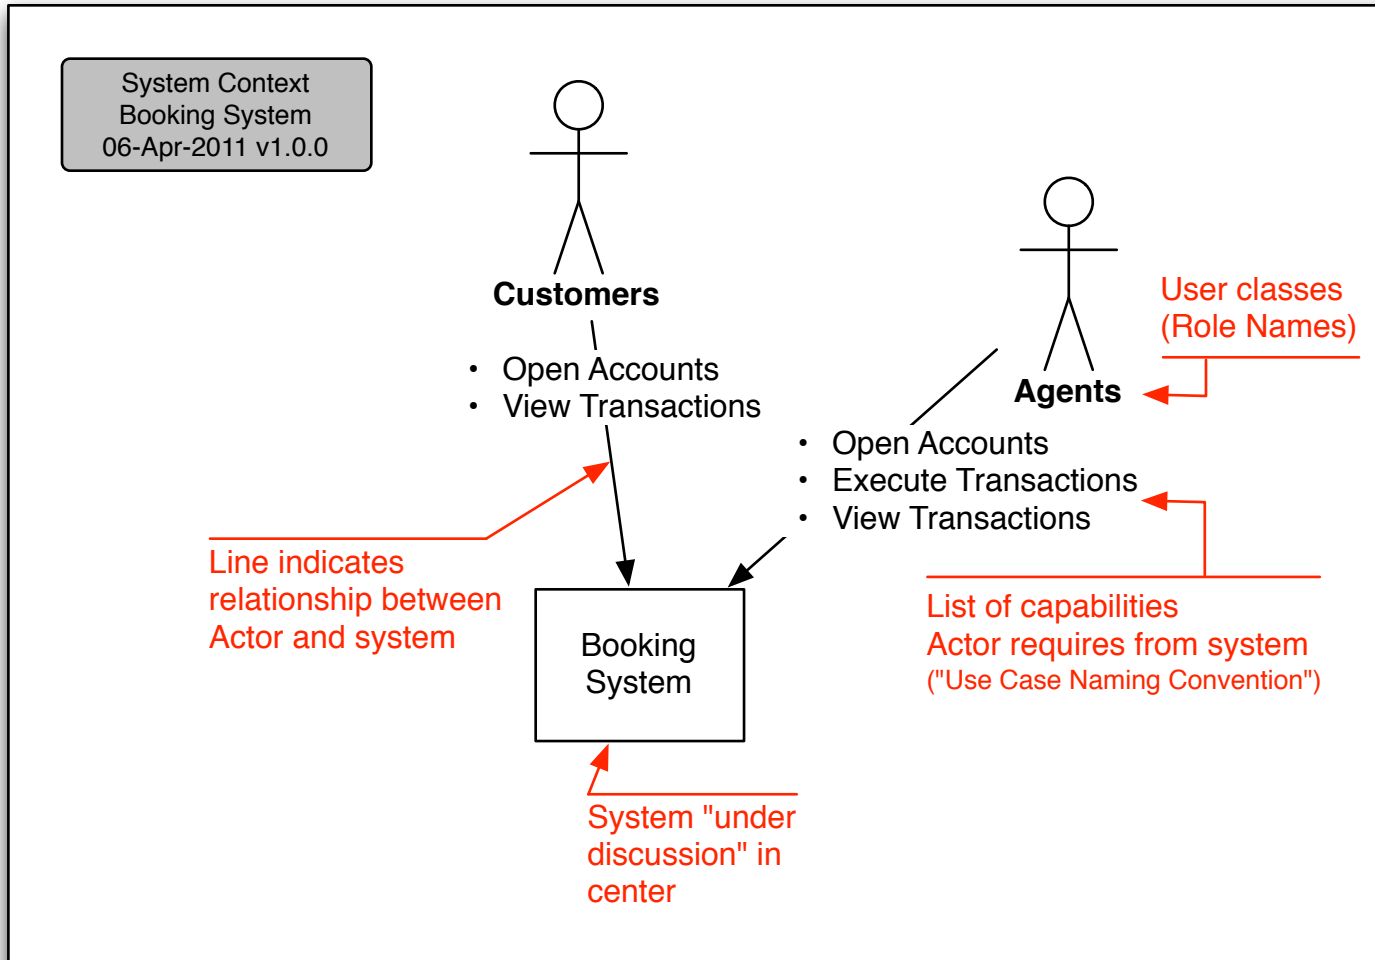 System Context
Booking System
06-Apr-2011 v1.0.0
Customers
• Open Accounts
• View Transactions
User classes
(Role Names)
Agents
• Open Accounts
• Execute Transactions
• View Transactions
Line indicates
relationship between
Actor and system
List of capabilities
Actor requires from system
("Use Case Naming Convention")
Booking
System
System "under
discussion" in
center